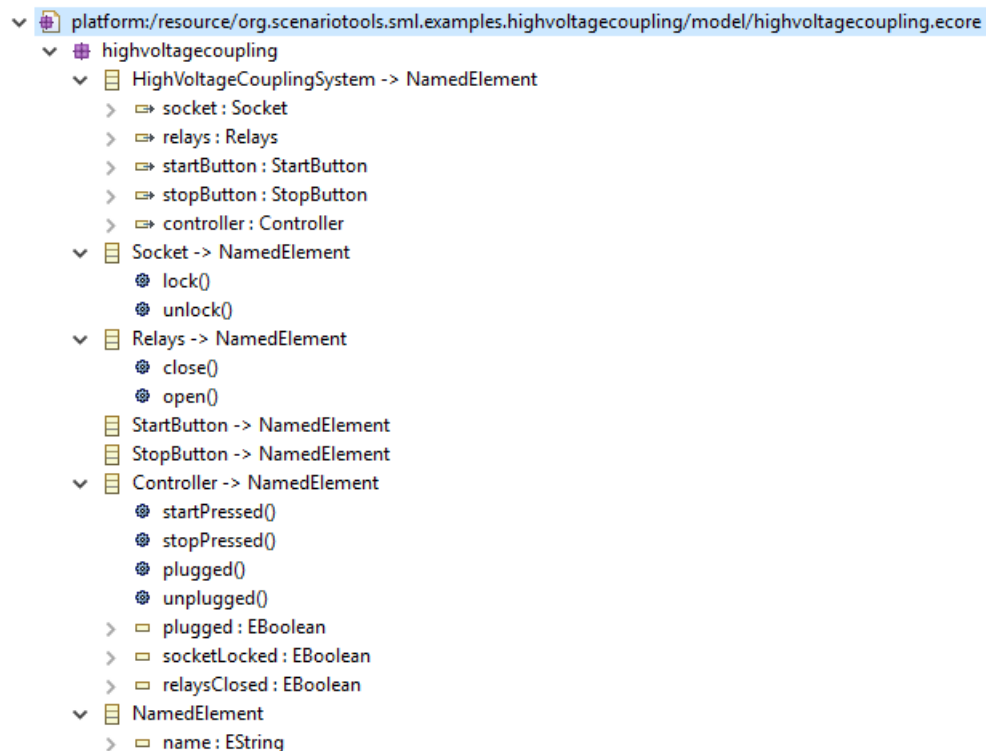 platform:/resource/org.scenariotools.sml.examples.highvoltagecoupling/model/highvoltagecoupling.ecore
highvoltagecoupling
HighVoltageCouplingSystem -> NamedElement
socket : Socket
relays : Relays
startButton : StartButton
stopButton : StopButton
controller : Controller
Socket -> NamedElement
lock()
unlock()
Relays -> NamedElement
close()
open()
StartButton -> NamedElement
StopButton -> NamedElement
Controller -> NamedElement
startPressed()
stopPressed()
plugged()
unplugged()
plugged : EBoolean
socketLocked : EBoolean
relaysClosed : EBoolean
NamedElement
name : EString